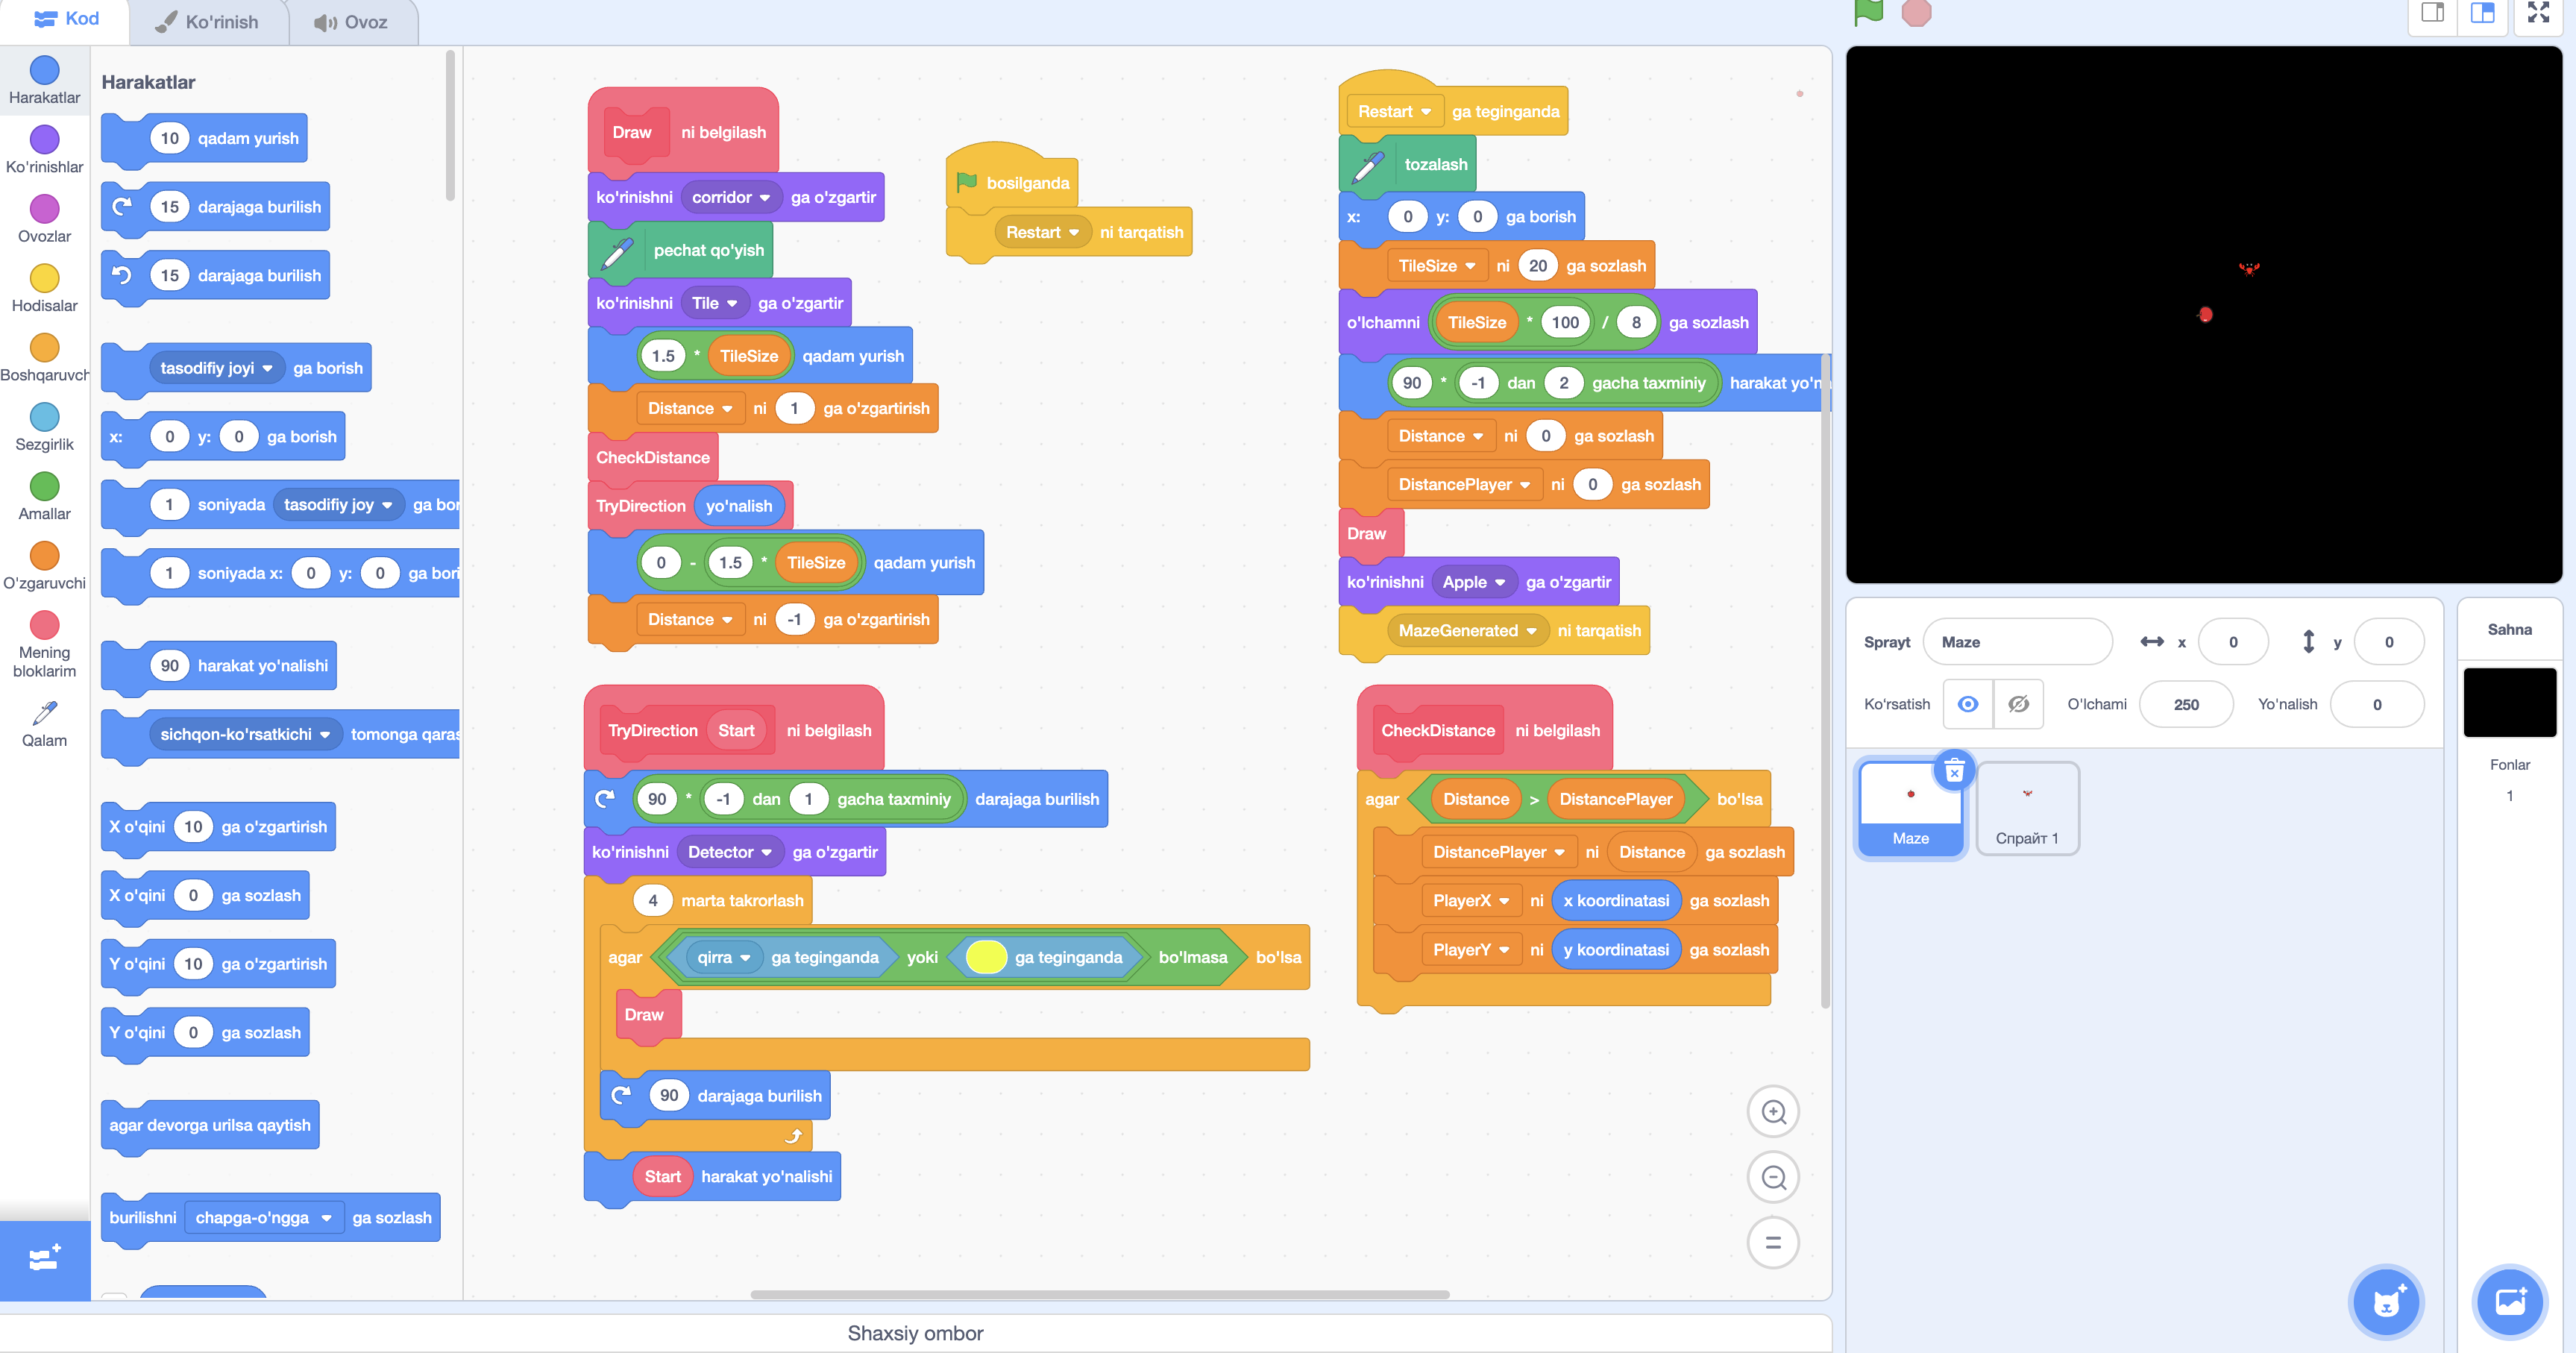 Kod
Ko'rinish
Ovoz
Harakatlar
Ko'rinishlar
Ovozlar
Hodisalar
Boshqaruvch
Sezgirlik
Amallar
O'zgaruvchi
Mening
bloklarim
Qalam
Harakatlar
10 qadam yurish
15 darajaga burilish
15 darajaga burilish
tasodifiy joyi ga borish
x: 0 y: 0 ga borish
1 soniyada tasodifiy joy ga bor
1 soniyada x: 0 y: 0 ga bori
90 harakat yo'nalishi
sichqon-ko'rsatkichi tomonga qaras
X o'qini 10 ga o'zgartirish
X o'qini 0 ga sozlash
Y o'qini 10 ga o'zgartirish
Y o'qini 0 ga sozlash
agar devorga urilsa qaytish
burilishni chapga-o'ngga ga sozlash
Draw ni belgilash
ko'rinishni corridor ga o'zgartir
pechat qo'yish
ko'rinishni Tile ga o'zgartir
1.5 * TileSize qadam yurish
Distance ni 1 ga o'zgartirish
CheckDistance
TryDirection yo'nalish
0 - 1.5 * TileSize qadam yurish
Distance ni -1 ga o'zgartirish
bosilganda
Restart ni tarqatish
Restart ga teginganda
tozalash
x: 0 y: 0 ga borish
TileSize ni 20 ga sozlash
o'lchamni TileSize * 100 / 8 ga sozlash
90 * -1 dan 2 gacha taxminiy harakat yo'n
Distance ni 0 ga sozlash
DistancePlayer ni 0 ga sozlash
Draw
ko'rinishni Apple ga o'zgartir
MazeGenerated ni tarqatish
TryDirection Start ni belgilash
90 * -1 dan 1 gacha taxminiy darajaga burilish
ko'rinishni Detector ga o'zgartir
4 marta takrorlash
agar qirra ga teginganda yoki ga teginganda bo'lmasa bo'lsa
Draw
90 darajaga burilish
Start harakat yo'nalishi
CheckDistance ni belgilash
agar Distance > DistancePlayer bo'lsa
DistancePlayer ni Distance ga sozlash
PlayerX ni x koordinatasi ga sozlash
PlayerY ni y koordinatasi ga sozlash
Shaxsiy ombor
Sprayt Maze x 0 y 0
Ko'rsatish O'lchami 250 Yo'nalish 0
Maze
Спрайт 1
Sahna
Fonlar
1